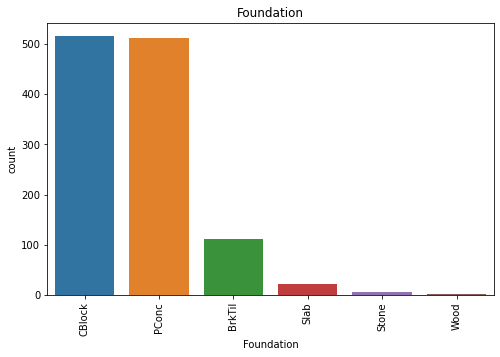 Foundation
500
400
300
200
100
0
count
CBlock
PConc
BrkTil
Slab
Stone
Wood
Foundation